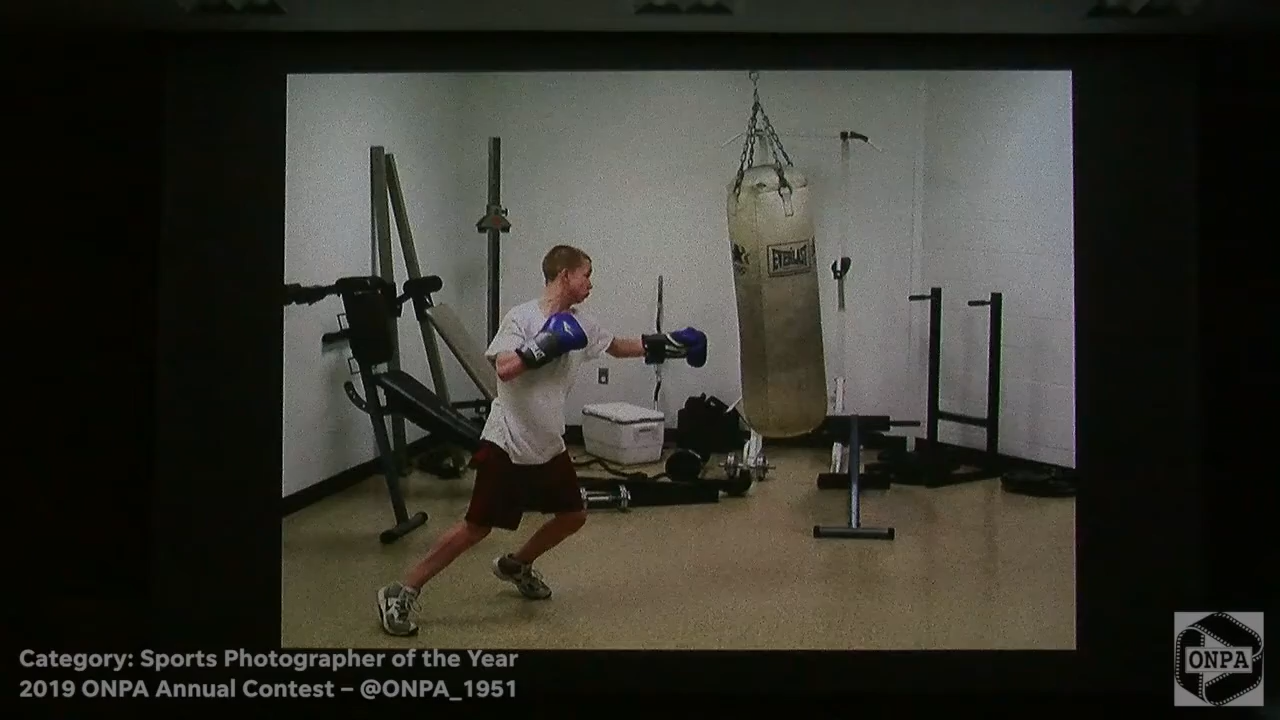 EVERLAST
Category: Sports Photographer of the Year
2019 ONPA Annual Contest – @ONPA_1951
ONPA